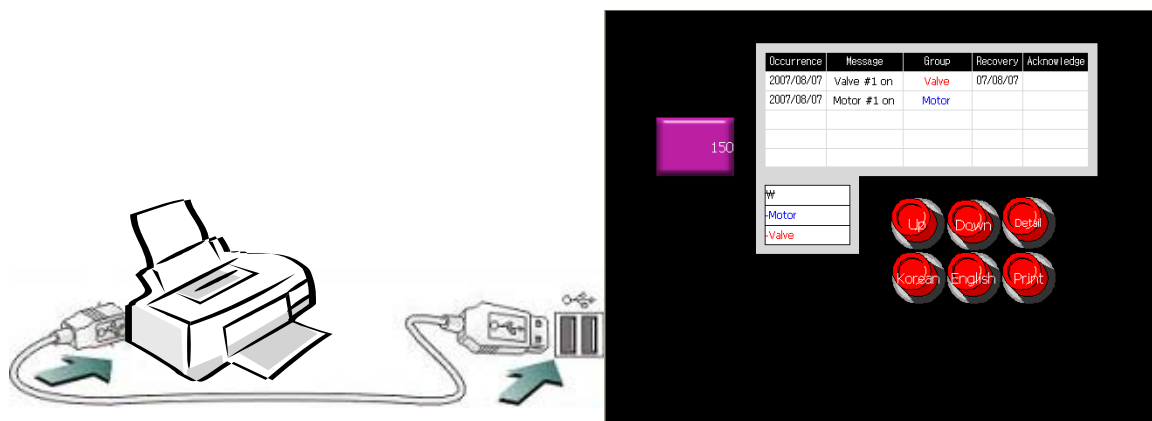 Occurrence Message Group Recovery Acknowledge
2007/08/07 Valve #1 on Valve 07/08/07
2007/08/07 Motor #1 on Motor
150
₩
-Motor
-Valve
Up Down Detail
Korean English Print